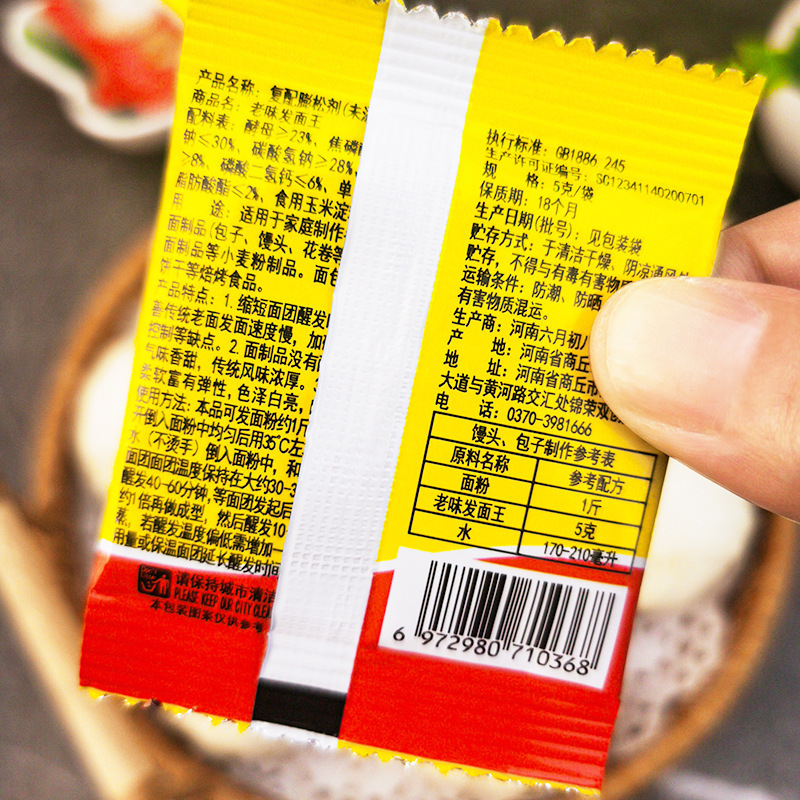 产品名称：复配膨松剂(未
商品名：老味发面王
配料表：酵母≥23%，焦磷
钠≤30%，碳酸氢钠≥28%，
≥8%，磷酸二氢钙≤6%，单
脂肪酸酯≤2%，食用玉米淀
用 途：适用于家庭制作
面制品(包子、馒头、花卷等
面制品等小麦粉制品。面包
饼干等焙烤食品。
产品特点：1.缩短面团醒发
善传统老面发面速度慢，加
控制等缺点。2.面制品没有
气味香甜，传统风味浓厚。3
柔软富有弹性，色泽白亮，
使用方法：本品可发面粉约1斤
开倒入面粉中均匀后用35℃左
水（不烫手）倒入面粉中，和
面团面团温度保持在大约30-3
醒发40-60分钟,等面团发起后
约1倍再做成型，然后醒发10
蒸，若醒发温度偏低需增加
用量或保温面团延长醒发时间
请保持城市清洁
PLEASE KEEP OUR CITY CLEA
本包装图案仅供参考
执行标准：GB1886.245
生产许可证编号：SC12341140200701
规 格：5克/袋
保质期：18个月
生产日期(批号)：见包装袋
贮存方式：于清洁干燥、阴凉通风
贮存，不得与有毒有害物
运输条件：防潮、防晒
有害物质混运。
生产商：河南六月初
产 地：河南省商丘
地 址：河南省商丘市
大道与黄河路交汇处锦荣双
电 话：0370-3981666
馒头、包子制作参考表
原料名称 参考配方
面粉 1斤
老味发面王 5克
水 170-210毫升
6 972980 710368